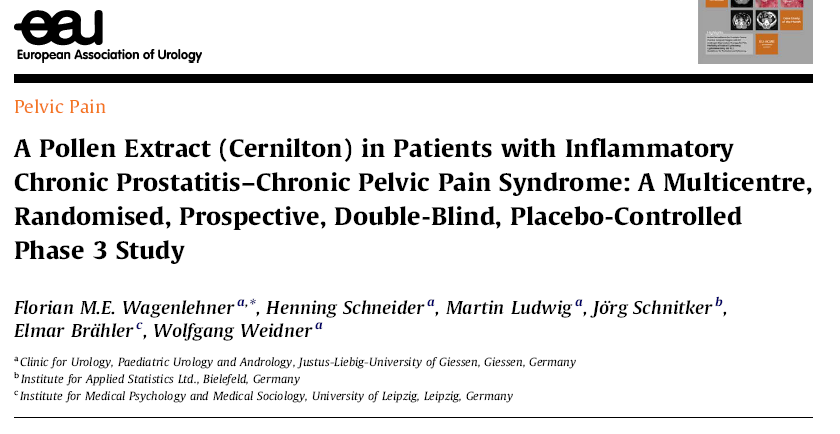 eau
European Association of Urology
Pelvic Pain
A Pollen Extract (Cernilton) in Patients with Inflammatory
Chronic Prostatitis–Chronic Pelvic Pain Syndrome: A Multicentre,
Randomised, Prospective, Double-Blind, Placebo-Controlled
Phase 3 Study
Florian M.E. Wagenlehner a,*, Henning Schneider a, Martin Ludwig a, Jörg Schnitker b,
Elmar Brähler c, Wolfgang Weidner a
a Clinic for Urology, Paediatric Urology and Andrology, Justus-Liebig-University of Giessen, Giessen, Germany
b Institute for Applied Statistics Ltd., Bielefeld, Germany
c Institute for Medical Psychology and Medical Sociology, University of Leipzig, Leipzig, Germany